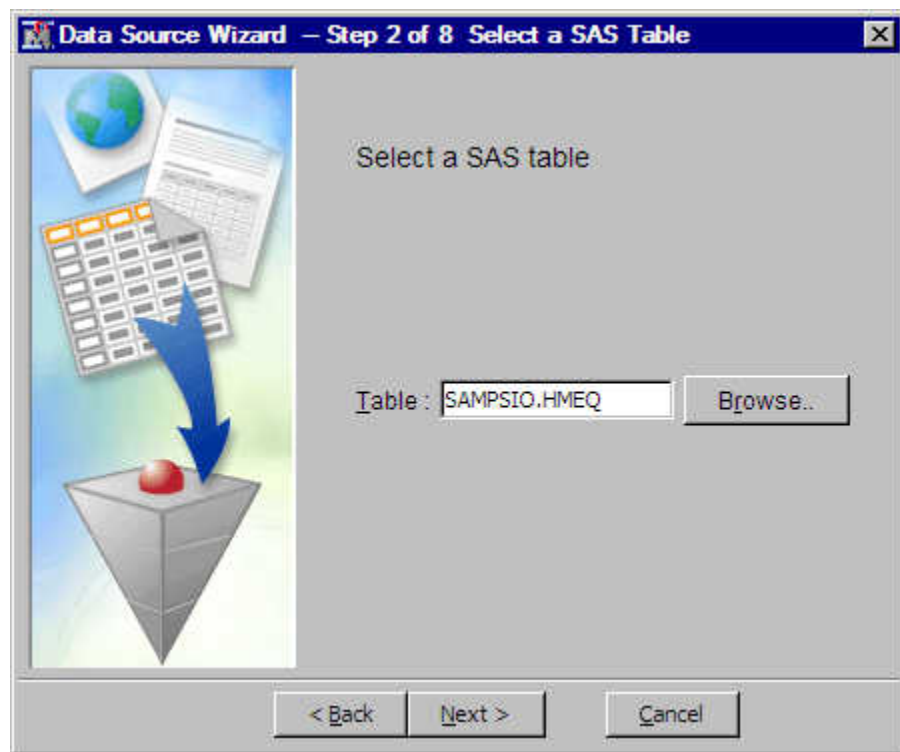 Data Source Wizard – Step 2 of 8 Select a SAS Table
Select a SAS table
Table : SAMPSIO.HMEQ Browse..
< Back Next > Cancel